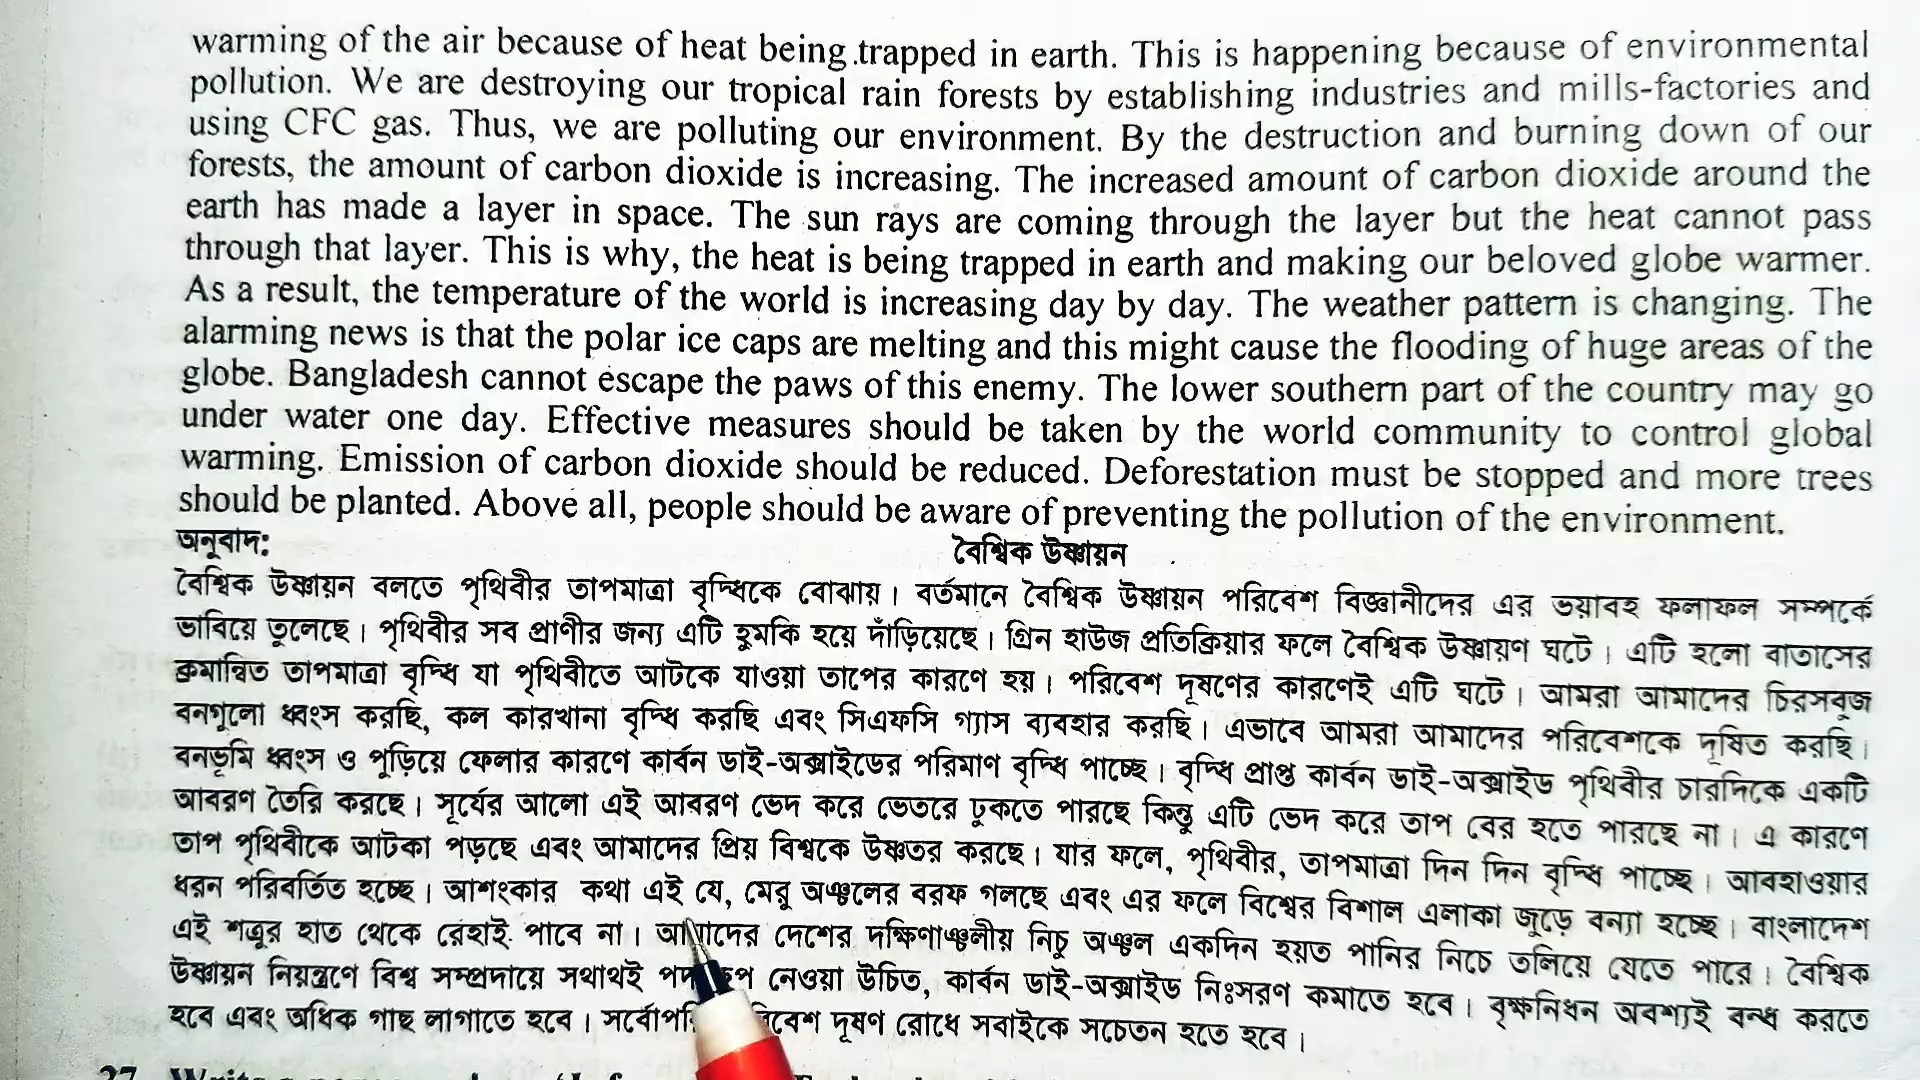 warming of the air because of heat being trapped in earth. This is happening because of environmental
pollution. We are destroying our tropical rain forests by establishing industries and mills-factories and
using CFC gas. Thus, we are polluting our environment. By the destruction and burning down of our
forests, the amount of carbon dioxide is increasing. The increased amount of carbon dioxide around the
earth has made a layer in space. The sun rays are coming through the layer but the heat cannot pass
through that layer. This is why, the heat is being trapped in earth and making our beloved globe warmer.
As a result, the temperature of the world is increasing day by day. The weather pattern is changing. The
alarming news is that the polar ice caps are melting and this might cause the flooding of huge areas of the
globe. Bangladesh cannot escape the paws of this enemy. The lower southern part of the country may go
under water one day. Effective measures should be taken by the world community to control global
warming. Emission of carbon dioxide should be reduced. Deforestation must be stopped and more trees
should be planted. Above all, people should be aware of preventing the pollution of the environment.
অনুবাদ: বৈশ্বিক উষ্ণায়ন
বৈশ্বিক উষ্ণায়ন বলতে পৃথিবীর তাপমাত্রা বৃদ্ধিকে বোঝায়। বর্তমানে বৈশ্বিক উষ্ণায়ন পরিবেশ বিজ্ঞানীদের এর ভয়াবহ ফলাফল সম্পর্কে
ভাবিয়ে তুলেছে। পৃথিবীর সব প্রাণীর জন্য এটি হুমকি হয়ে দাঁড়িয়েছে। গ্রিন হাউজ প্রতিক্রিয়ার ফলে বৈশ্বিক উষ্ণায়ণ ঘটে। এটি হলো বাতাসের
ক্রমান্বিত তাপমাত্রা বৃদ্ধি যা পৃথিবীতে আটকে যাওয়া তাপের কারণে হয়। পরিবেশ দূষণের কারণেই এটি ঘটে। আমরা আমাদের চিরসবুজ
বনগুলো ধ্বংস করছি, কল কারখানা বৃদ্ধি করছি এবং সিএফসি গ্যাস ব্যবহার করছি। এভাবে আমরা আমাদের পরিবেশকে দূষিত করছি।
বনভূমি ধ্বংস ও পুড়িয়ে ফেলার কারণে কার্বন ডাই-অক্সাইডের পরিমাণ বৃদ্ধি পাচ্ছে। বৃদ্ধি প্রাপ্ত কার্বন ডাই-অক্সাইড পৃথিবীর চারদিকে একটি
আবরণ তৈরি করছে। সূর্যের আলো এই আবরণ ভেদ করে ভেতরে ঢুকতে পারছে কিন্তু এটি ভেদ করে তাপ বের হতে পারছে না। এ কারণে
তাপ পৃথিবীকে আটকা পড়ছে এবং আমাদের প্রিয় বিশ্বকে উষ্ণতর করছে। যার ফলে, পৃথিবীর, তাপমাত্রা দিন দিন বৃদ্ধি পাচ্ছে। আবহাওয়ার
ধরন পরিবর্তিত হচ্ছে। আশংকার কথা এই যে, মেরু অঞ্চলের বরফ গলছে এবং এর ফলে বিশ্বের বিশাল এলাকা জুড়ে বন্যা হচ্ছে। বাংলাদেশ
এই শত্রুর হাত থেকে রেহাই পাবে না। আমাদের দেশের দক্ষিণাঞ্চলীয় নিচু অঞ্চল একদিন হয়ত পানির নিচে তলিয়ে যেতে পারে। বৈশ্বিক
উষ্ণায়ন নিয়ন্ত্রণে বিশ্ব সম্প্রদায়ে সথাথই নেওয়া উচিত, কার্বন ডাই-অক্সাইড নিঃসরণ কমাতে হবে। বৃক্ষনিধন অবশ্যই বন্ধ করতে
হবে এবং অধিক গাছ লাগাতে হবে। দূষণ রোধে সবাইকে সচেতন হতে হবে।